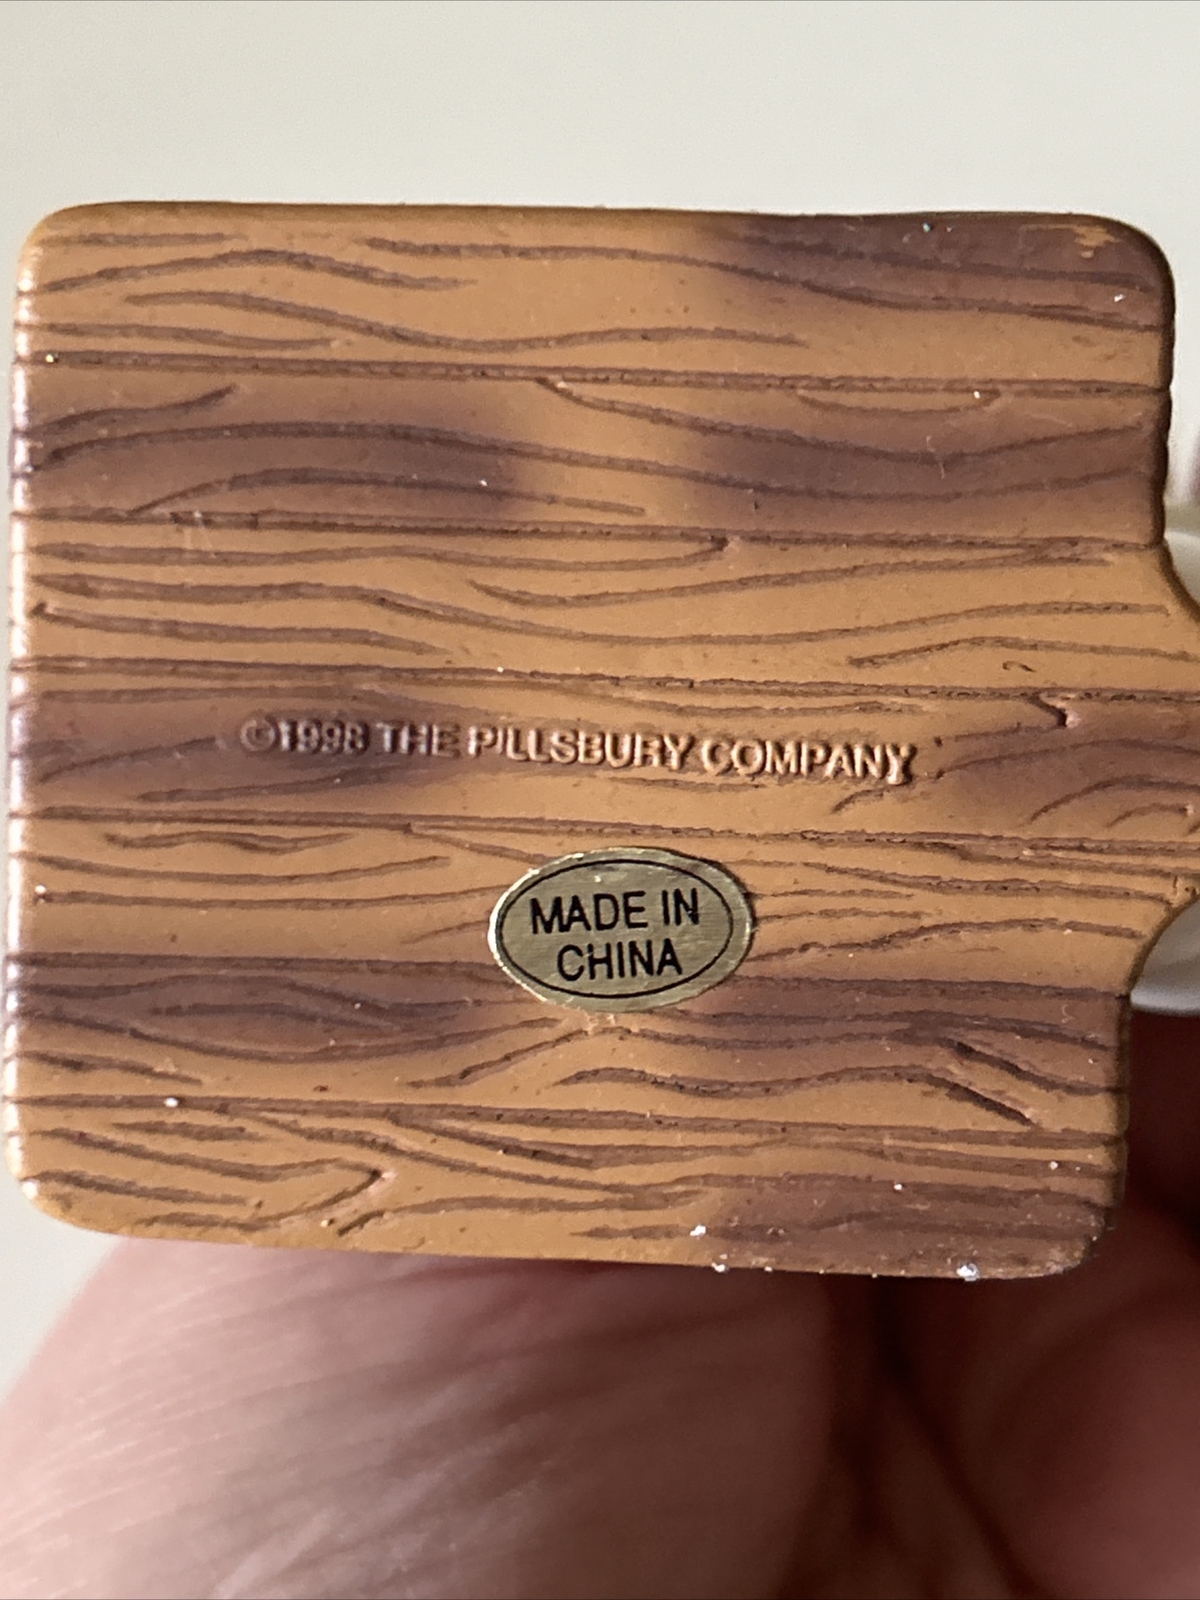 ©1998 THE PILLSBURY COMPANY
MADE IN
CHINA